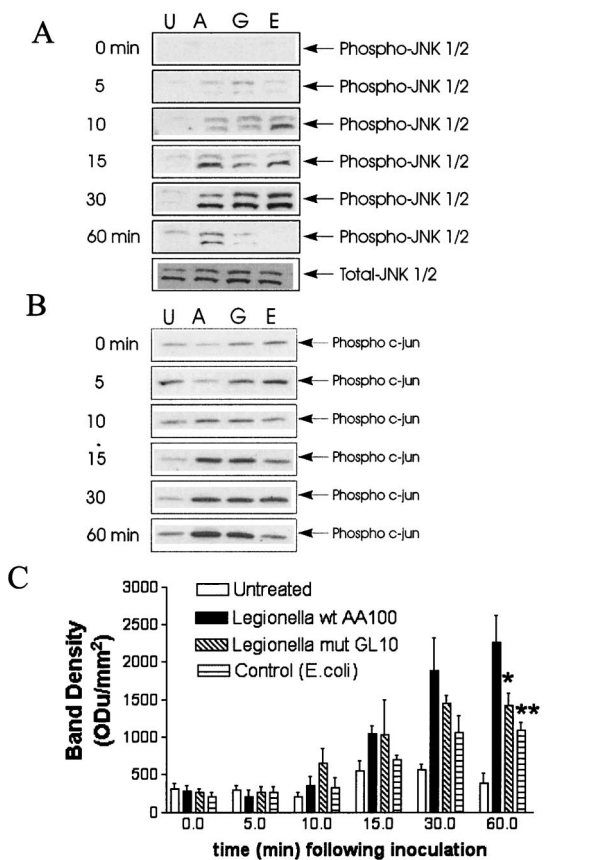 A
U A G E
0 min Phospho-JNK 1/2
5 Phospho-JNK 1/2
10 Phospho-JNK 1/2
15 Phospho-JNK 1/2
30 Phospho-JNK 1/2
60 min Phospho-JNK 1/2
Total-JNK 1/2
B
U A G E
0 min Phospho c-jun
5 Phospho c-jun
10 Phospho c-jun
15 Phospho c-jun
30 Phospho c-jun
60 min Phospho c-jun
C
Band Density
(ODu/mm²)
3000
2500
2000
1500
1000
500
0
Untreated
Legionella wt AA100
Legionella mut GL10
Control (E.coli)
*
**
0.0 5.0 10.0 15.0 30.0 60.0
time (min) following inoculation